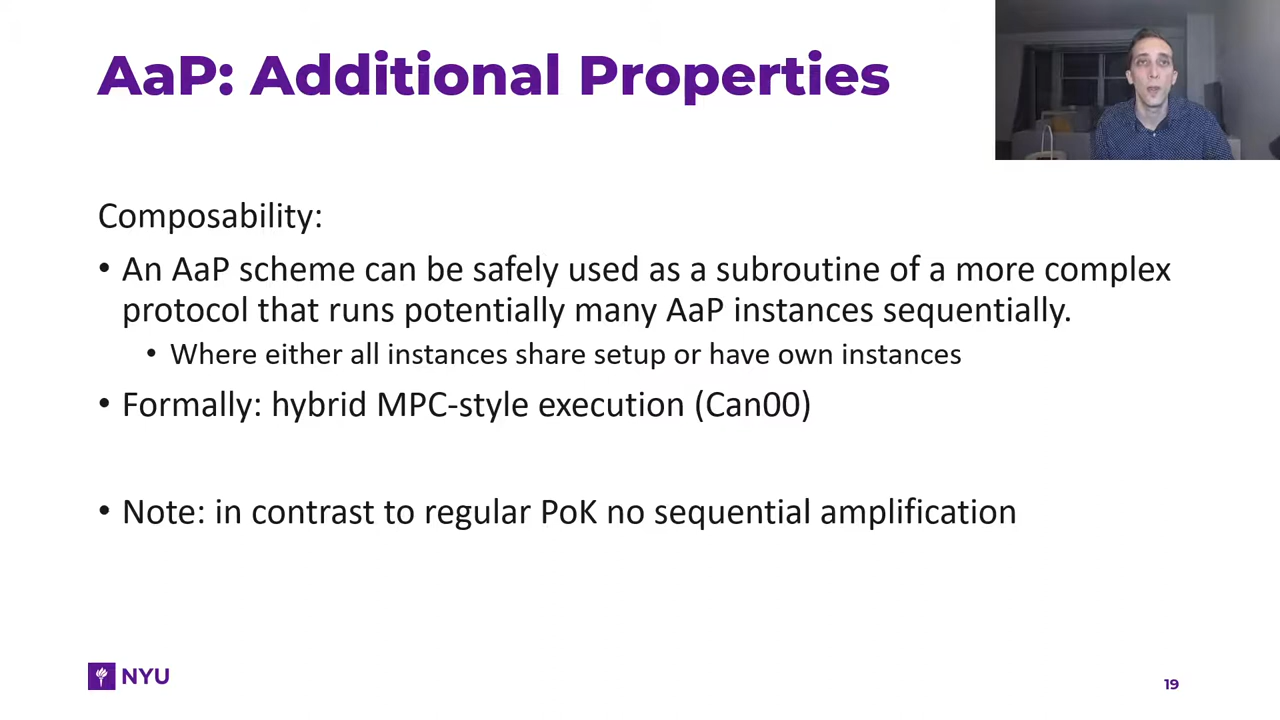 AaP: Additional Properties
Composability:
• An AaP scheme can be safely used as a subroutine of a more complex
protocol that runs potentially many AaP instances sequentially.
• Where either all instances share setup or have own instances
• Formally: hybrid MPC-style execution (Can00)
• Note: in contrast to regular PoK no sequential amplification
NYU
19